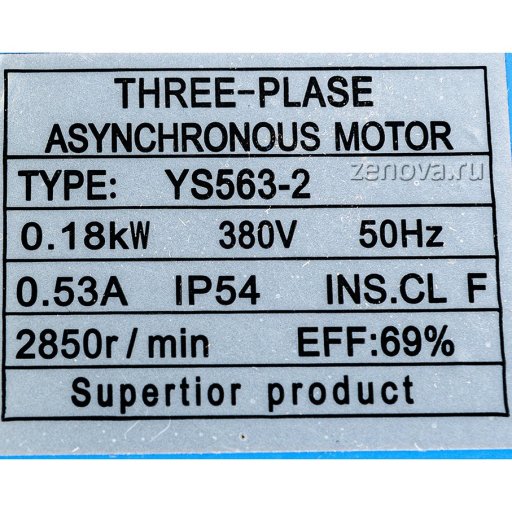 THREE-PLASE
ASYNCHRONOUS MOTOR
zenova.ru
TYPE: YS563-2
0.18kW 380V 50Hz
0.53A IP54 INS.CL F
2850r/min EFF:69%
Supertior product